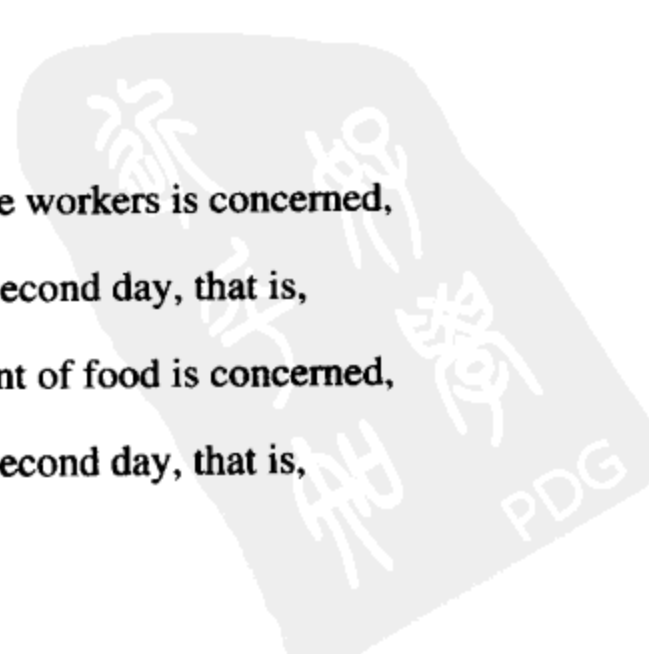 e workers is concerned,
econd day, that is,
nt of food is concerned,
econd day, that is,
PDG